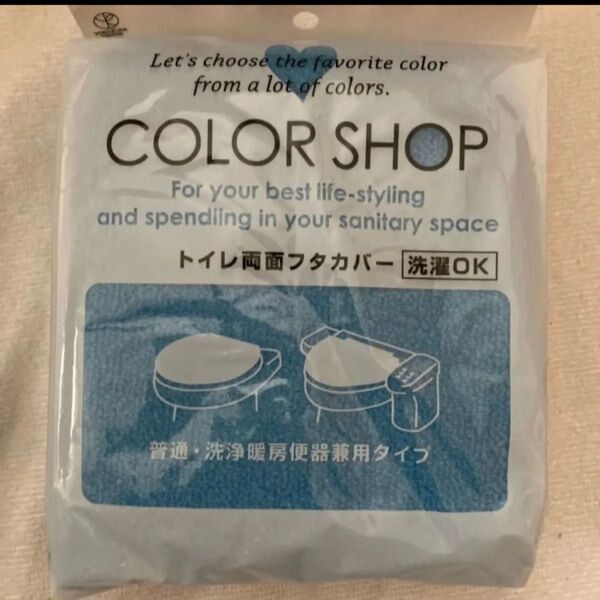 Let's choose the favorite color
from a lot of colors.
COLOR SHOP
For your best life-styling
and spendiing in your sanitary space
トイレ両面フタカバー 洗濯OK
普通・洗浄暖房便器兼用タイプ